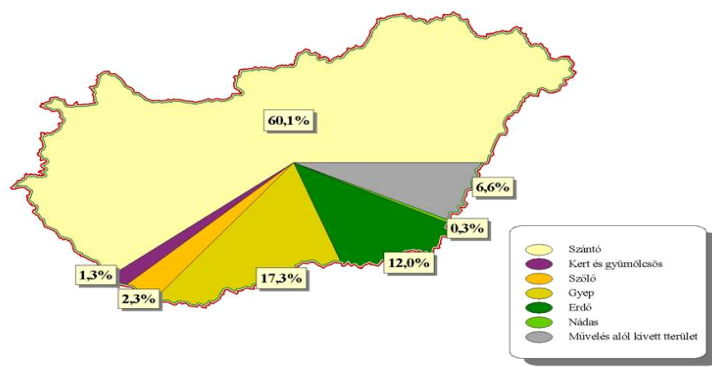 60,1%
6,6%
0,3%
12,0%
17,3%
1,3%
2,3%
Szántó
Kert és gyümölcsös
Szőlő
Gyep
Erdő
Nádas
Művelés alól kivett tterület